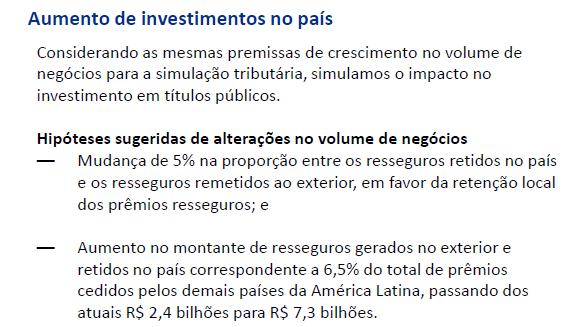 Aumento de investimentos no país
Considerando as mesmas premissas de crescimento no volume de
negócios para a simulação tributária, simulamos o impacto no
investimento em títulos públicos.
Hipóteses sugeridas de alterações no volume de negócios
— Mudança de 5% na proporção entre os resseguros retidos no país
e os resseguros remetidos ao exterior, em favor da retenção local
dos prêmios resseguros; e
— Aumento no montante de resseguros gerados no exterior e
retidos no país correspondente a 6,5% do total de prêmios
cedidos pelos demais países da América Latina, passando dos
atuais R$ 2,4 bilhões para R$ 7,3 bilhões.